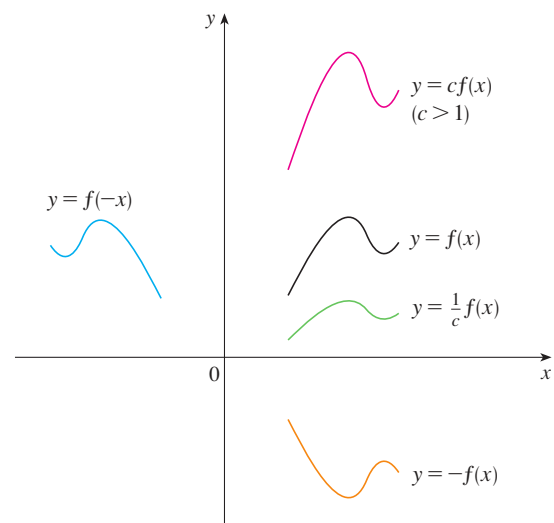 y
y = cf(x)
(c > 1)
y = f(−x)
y = f(x)
y = 1/c f(x)
0
x
y = −f(x)